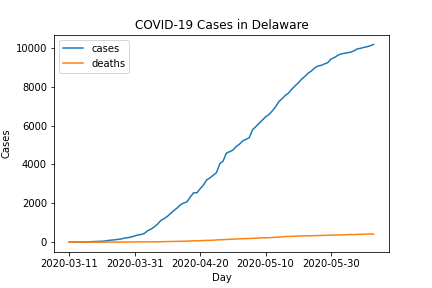 COVID-19 Cases in Delaware
cases
deaths
10000
8000
6000
4000
2000
0
Cases
2020-03-11 2020-03-31 2020-04-20 2020-05-10 2020-05-30
Day